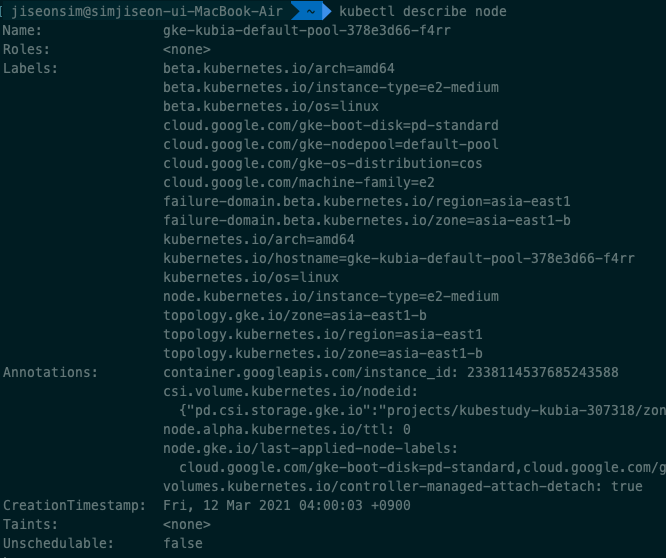 jiseonsim@simjiseon-ui-MacBook-Air ~ kubectl describe node
Name: gke-kubia-default-pool-378e3d66-f4rr
Roles: <none>
Labels: beta.kubernetes.io/arch=amd64
beta.kubernetes.io/instance-type=e2-medium
beta.kubernetes.io/os=linux
cloud.google.com/gke-boot-disk=pd-standard
cloud.google.com/gke-nodepool=default-pool
cloud.google.com/gke-os-distribution=cos
cloud.google.com/machine-family=e2
failure-domain.beta.kubernetes.io/region=asia-east1
failure-domain.beta.kubernetes.io/zone=asia-east1-b
kubernetes.io/arch=amd64
kubernetes.io/hostname=gke-kubia-default-pool-378e3d66-f4rr
kubernetes.io/os=linux
node.kubernetes.io/instance-type=e2-medium
topology.gke.io/zone=asia-east1-b
topology.kubernetes.io/region=asia-east1
topology.kubernetes.io/zone=asia-east1-b
Annotations: container.googleapis.com/instance_id: 2338114537685243588
csi.volume.kubernetes.io/nodeid:
{"pd.csi.storage.gke.io":"projects/kubestudy-kubia-307318/zon
node.alpha.kubernetes.io/ttl: 0
node.gke.io/last-applied-node-labels:
cloud.google.com/gke-boot-disk=pd-standard,cloud.google.com/g
volumes.kubernetes.io/controller-managed-attach-detach: true
CreationTimestamp: Fri, 12 Mar 2021 04:00:03 +0900
Taints: <none>
Unschedulable: false